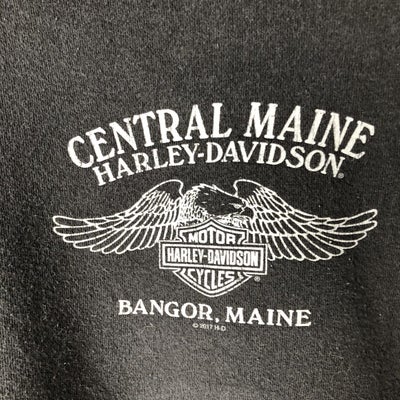 CENTRAL MAINE
HARLEY-DAVIDSON®
MOTOR
HARLEY-DAVIDSON
CYCLES®
BANGOR, MAINE
© 2017 H-D